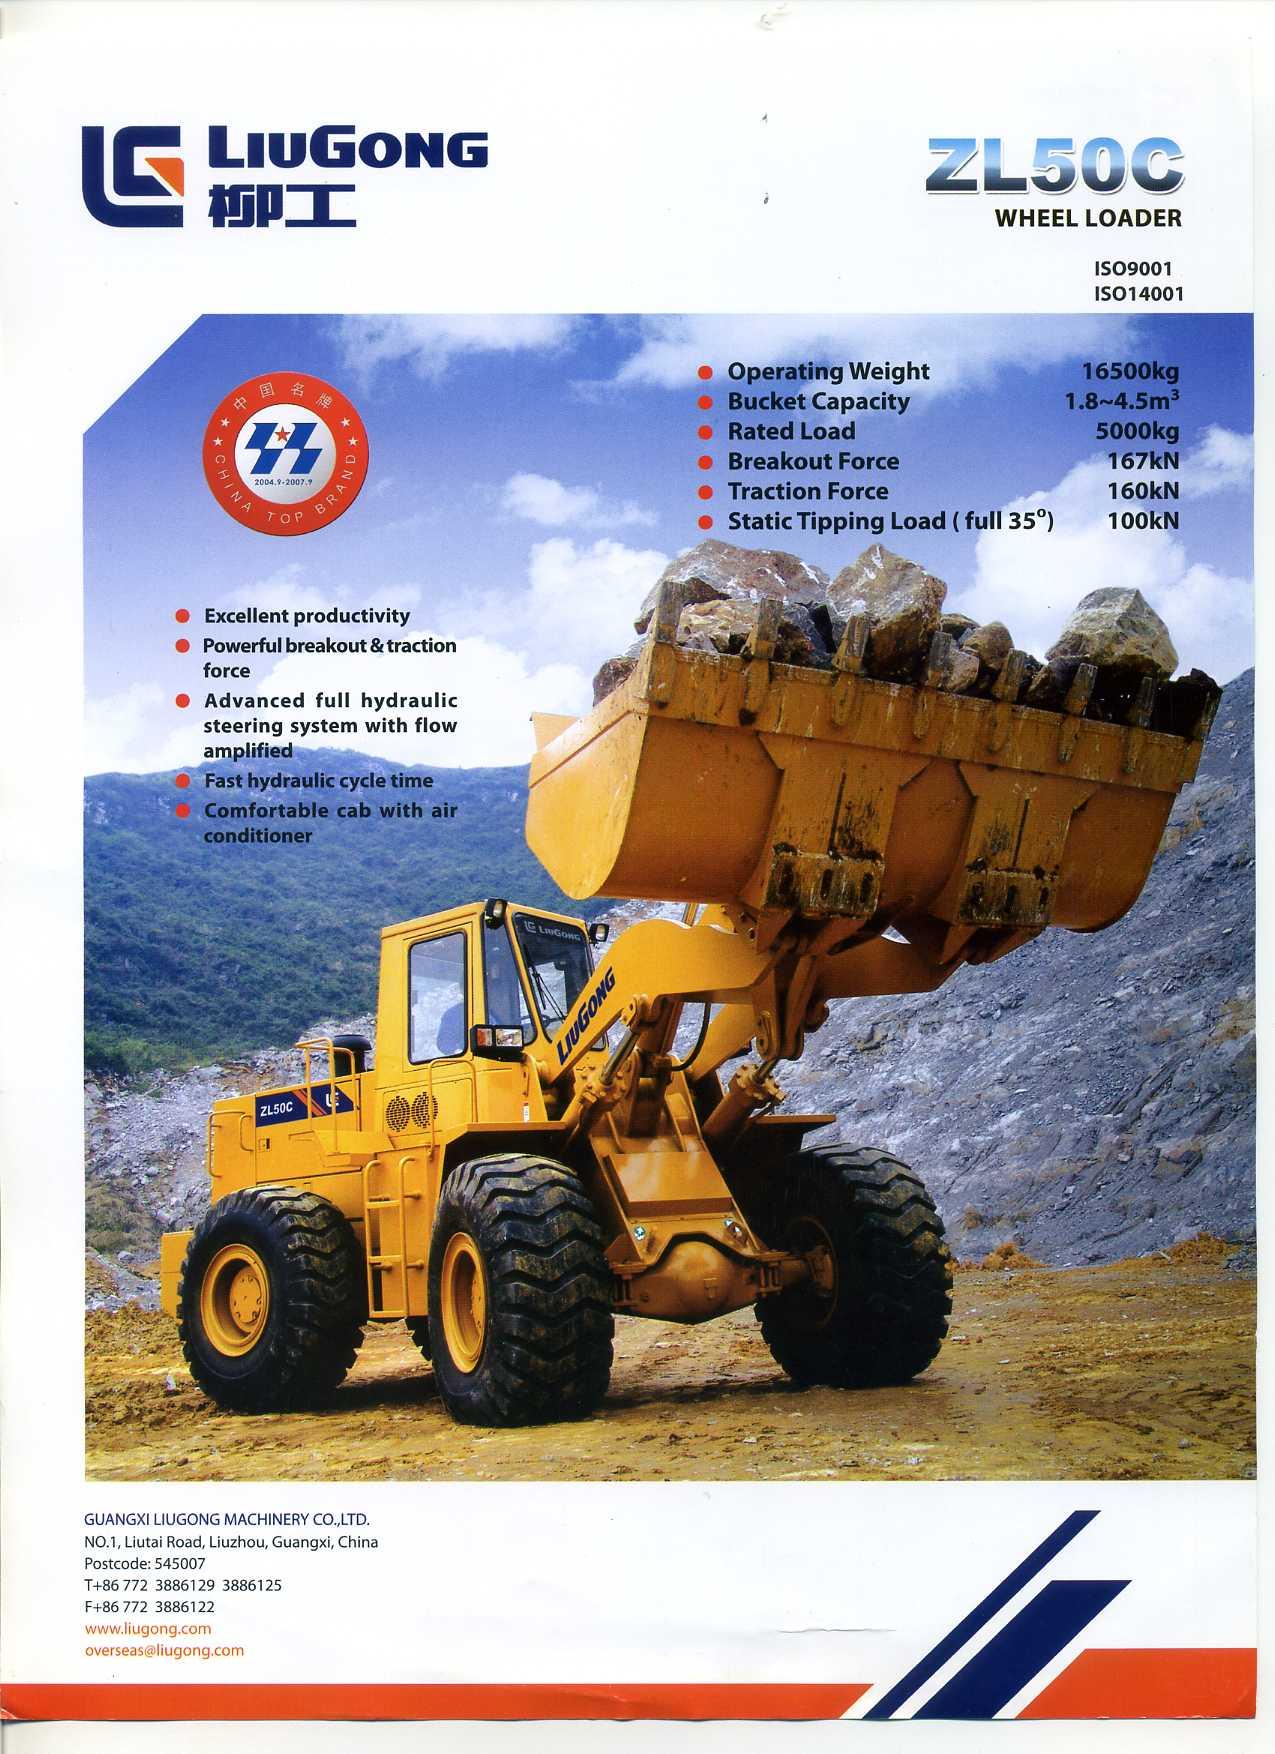 LIUGONG
柳工
ZL50C
WHEEL LOADER
ISO9001
ISO14001
中国名牌
2004.9-2007.9
CHINA TOP BRAND
Operating Weight 16500kg
Bucket Capacity 1.8~4.5m³
Rated Load 5000kg
Breakout Force 167kN
Traction Force 160kN
Static Tipping Load ( full 35°) 100kN
Excellent productivity
Powerful breakout & traction
force
Advanced full hydraulic
steering system with flow
amplified
Fast hydraulic cycle time
Comfortable cab with air
conditioner
LIUGONG
LIUGONG
ZL50C
GUANGXI LIUGONG MACHINERY CO.,LTD.
NO.1, Liutai Road, Liuzhou, Guangxi, China
Postcode: 545007
T+86 772 3886129 3886125
F+86 772 3886122
www.liugong.com
overseas@liugong.com